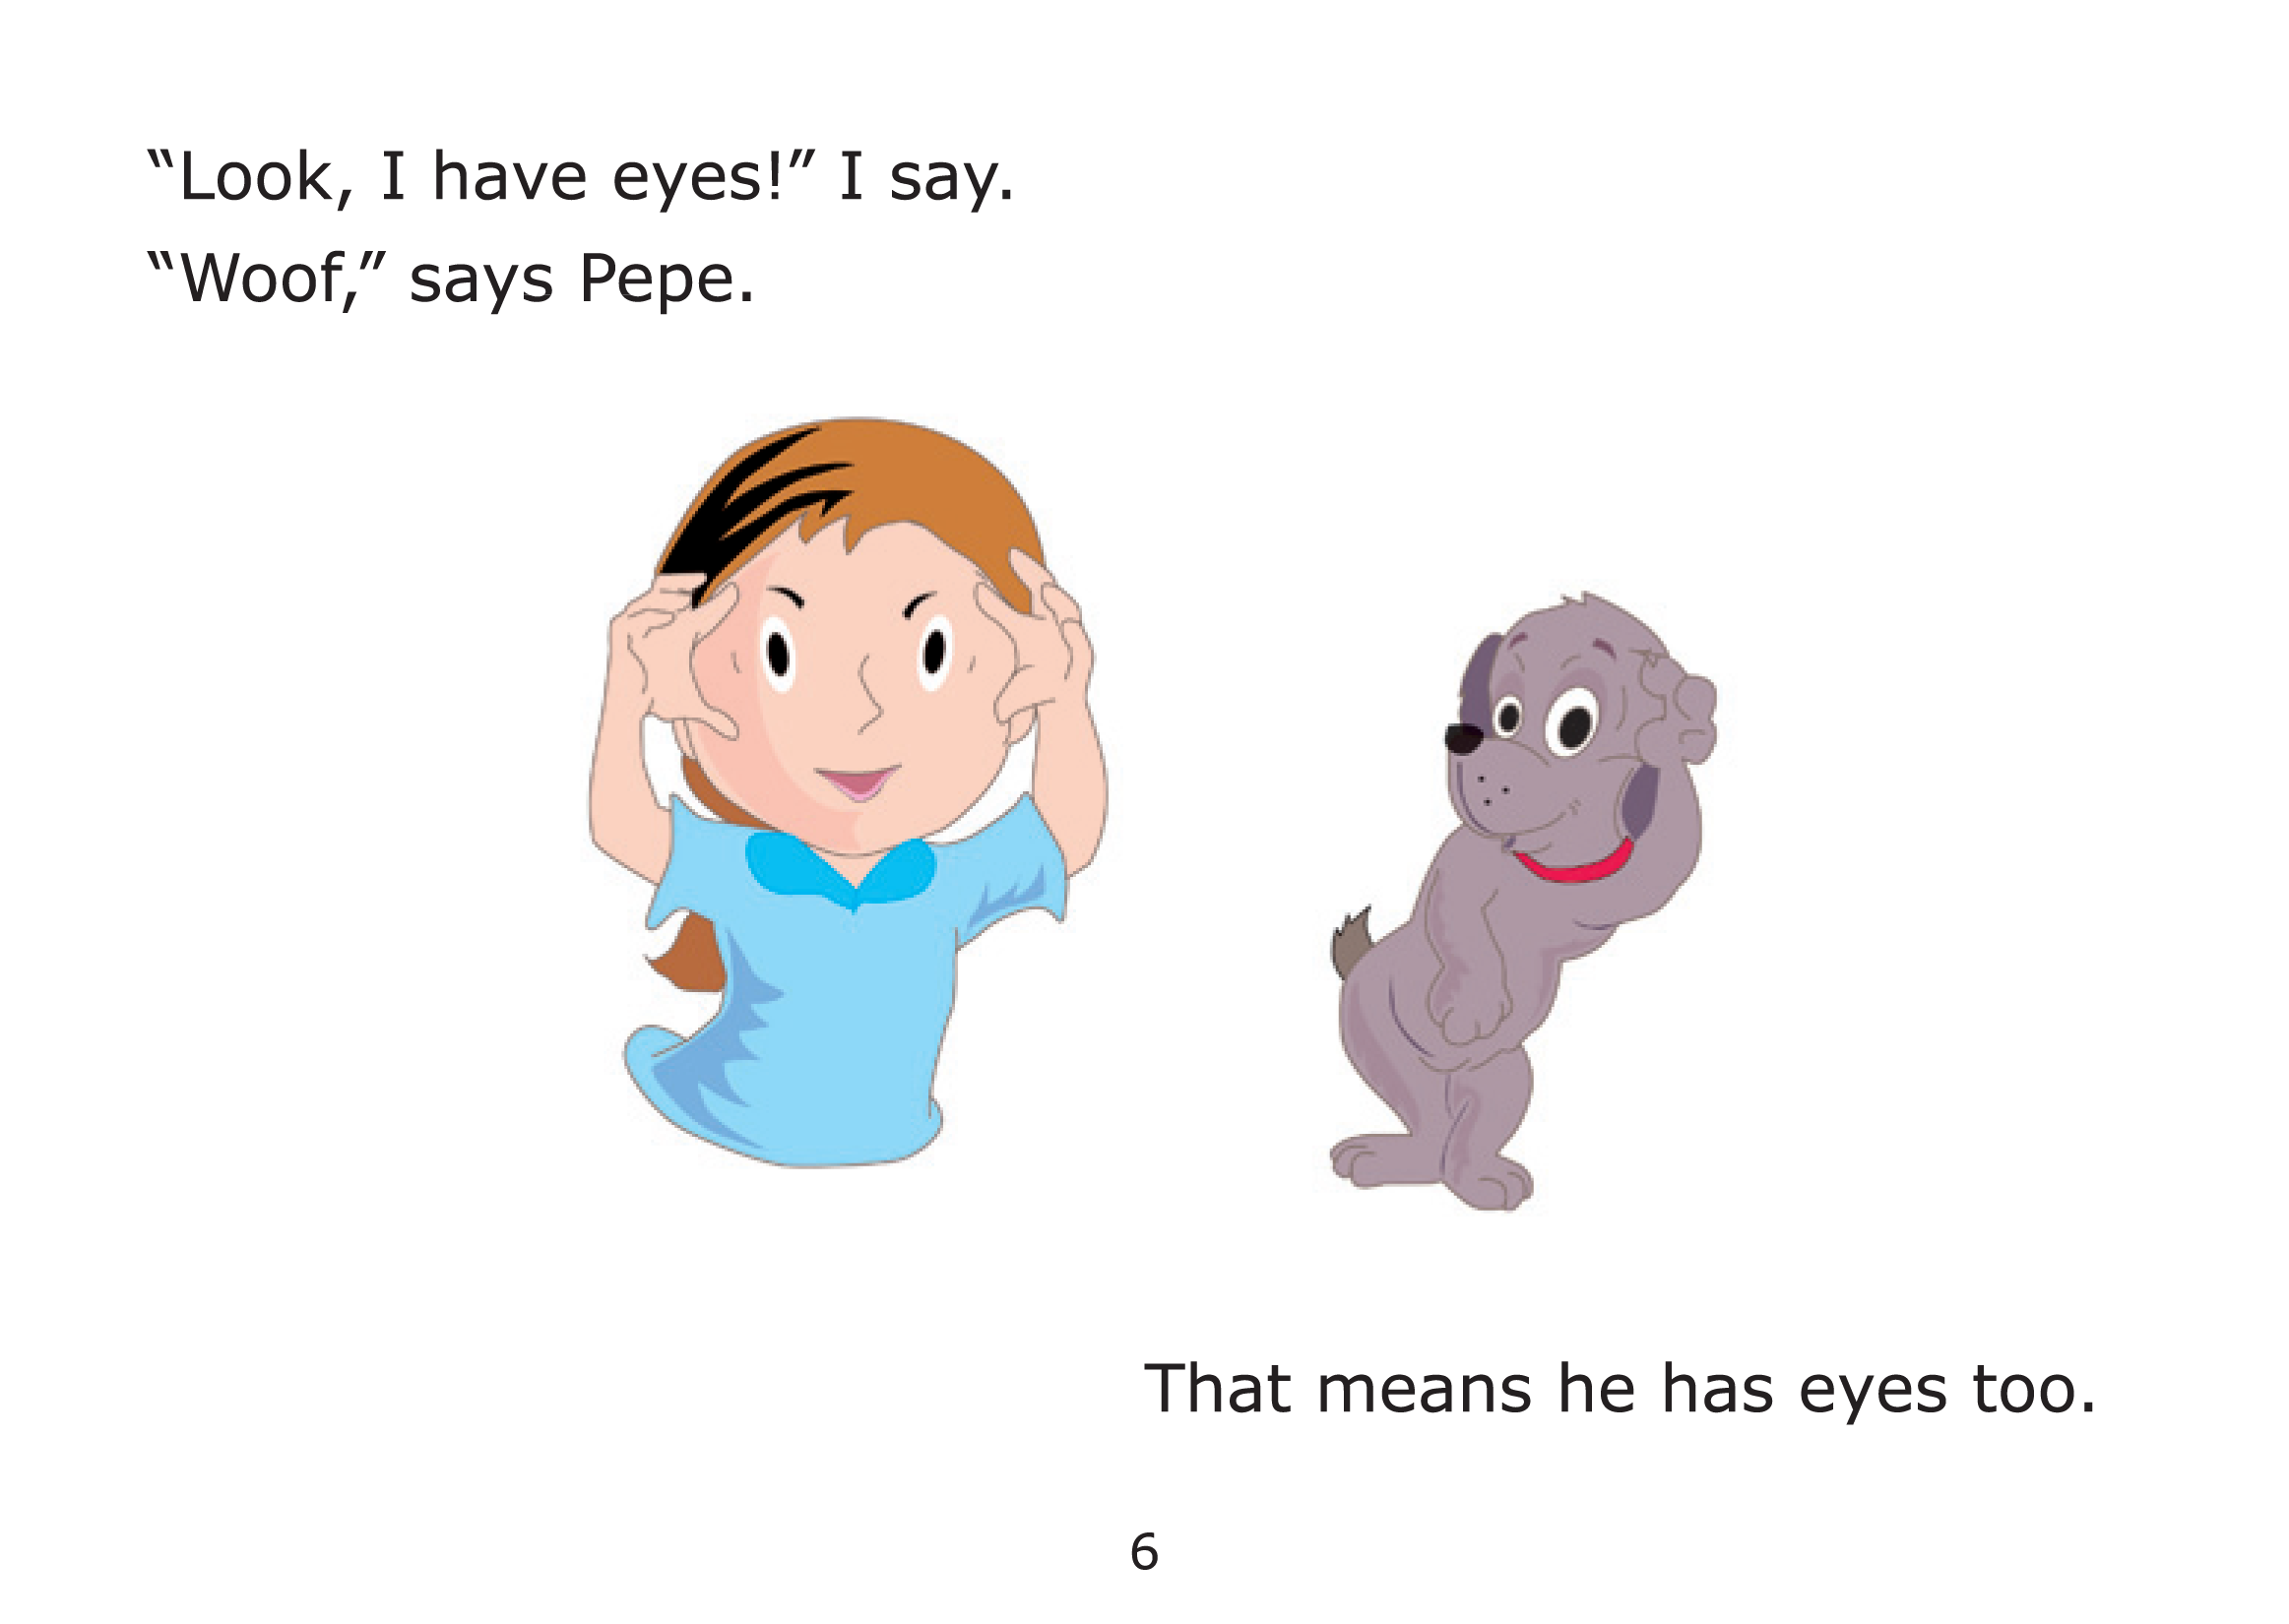 “Look, I have eyes!” I say.
“Woof,” says Pepe.
That means he has eyes too.
6